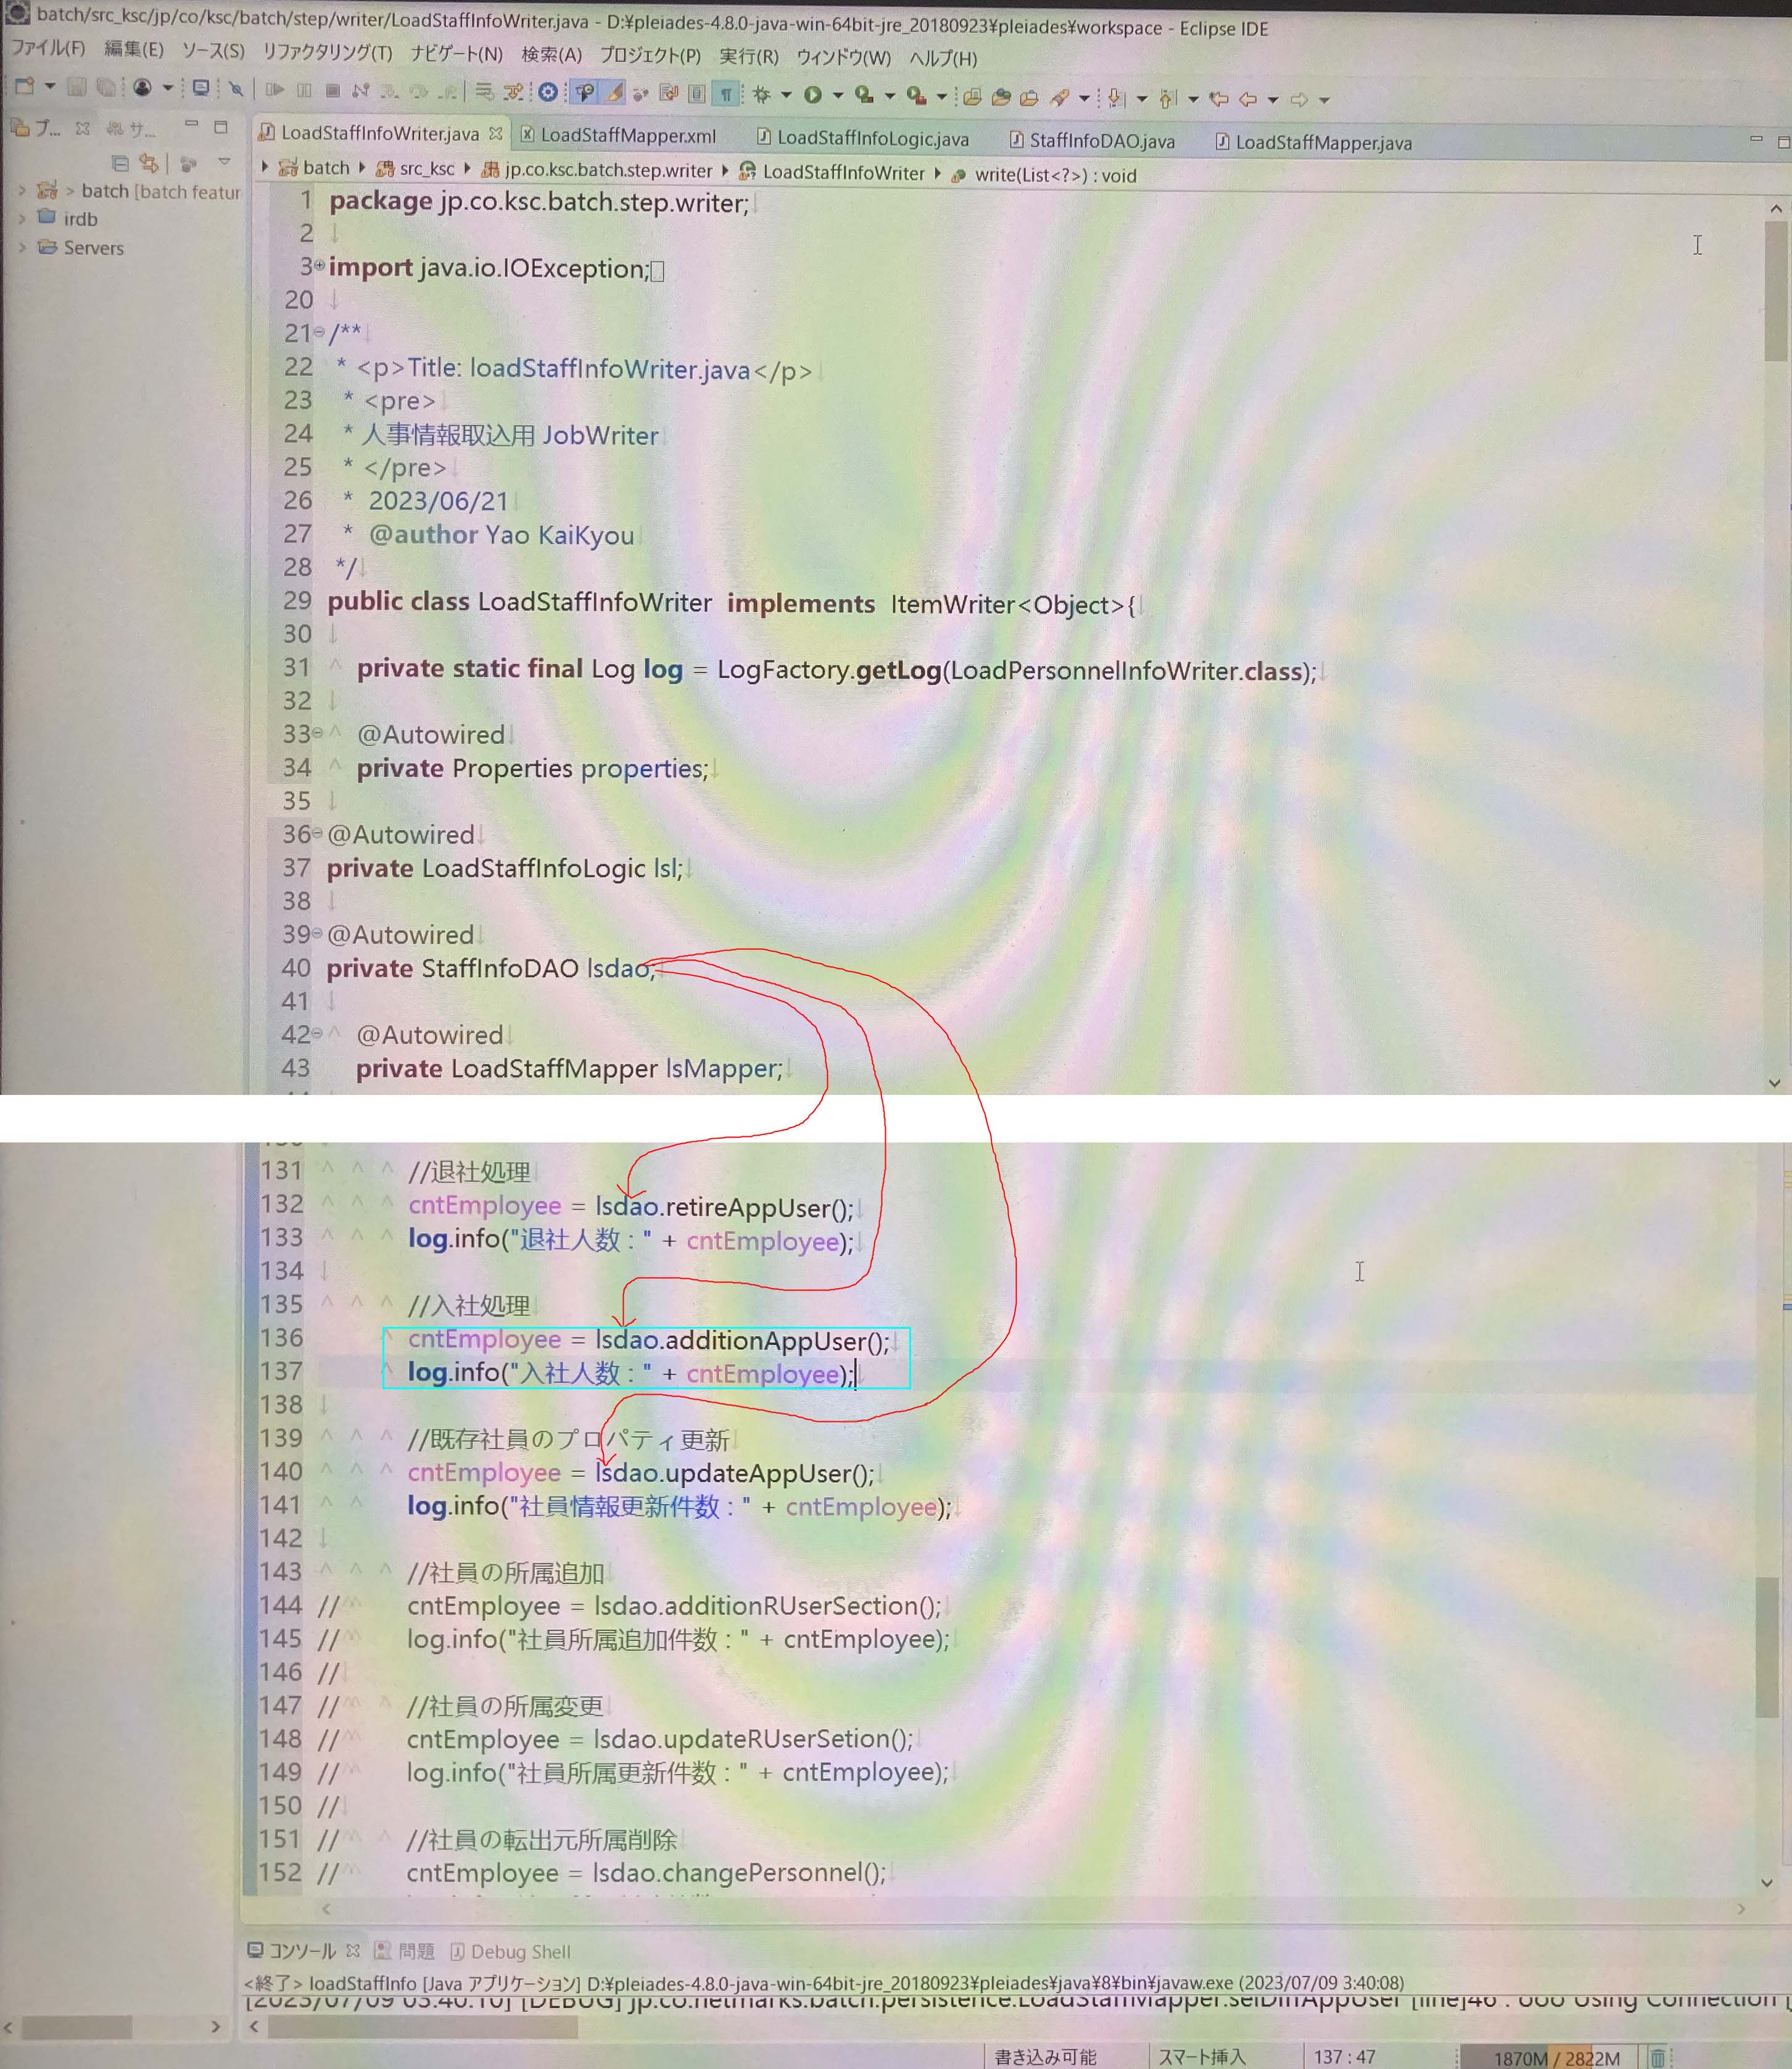 batch/src_ksc/jp/co/ksc/batch/step/writer/LoadStaffInfoWriter.java - D:¥pleiades-4.8.0-java-win-64bit-jre_20180923¥pleiades¥workspace - Eclipse IDE
ファイル(F) 編集(E) ソース(S) リファクタリング(T) ナビゲート(N) 検索(A) プロジェクト(P) 実行(R) ウィンドウ(W) ヘルプ(H)
プ... サ...
LoadStaffInfoWriter.java LoadStaffMapper.xml LoadStaffInfoLogic.java StaffInfoDAO.java LoadStaffMapper.java
batch src_ksc jp.co.ksc.batch.step.writer LoadStaffInfoWriter write(List<?>) : void
> batch [batch featur
irdb
Servers
1 package jp.co.ksc.batch.step.writer;
2
3 import java.io.IOException;
20
21 /**
22 * <p>Title: loadStaffInfoWriter.java</p>
23 * <pre>
24 * 人事情報取込用 JobWriter
25 * </pre>
26 * 2023/06/21
27 * @author Yao KaiKyou
28 */
29 public class LoadStaffInfoWriter implements ItemWriter<Object>{
30
31 private static final Log log = LogFactory.getLog(LoadPersonnelInfoWriter.class);
32
33 @Autowired
34 private Properties properties;
35
36 @Autowired
37 private LoadStaffInfoLogic lsl;
38
39 @Autowired
40 private StaffInfoDAO lsdao;
41
42 @Autowired
43 private LoadStaffMapper lsMapper;
131 //退社処理
132 cntEmployee = lsdao.retireAppUser();
133 log.info("退社人数 : " + cntEmployee);
134
135 //入社処理
136 cntEmployee = lsdao.additionAppUser();
137 log.info("入社人数 : " + cntEmployee);
138
139 //既存社員のプロパティ更新
140 cntEmployee = lsdao.updateAppUser();
141 log.info("社員情報更新件数 : " + cntEmployee);
142
143 //社員の所属追加
144 // cntEmployee = lsdao.additionRUserSection();
145 // log.info("社員所属追加件数 : " + cntEmployee);
146 //
147 // //社員の所属変更
148 // cntEmployee = lsdao.updateRUserSetion();
149 // log.info("社員所属更新件数 : " + cntEmployee);
150 //
151 // //社員の転出元所属削除
152 // cntEmployee = lsdao.changePersonnel();
コンソール 問題 Debug Shell
<終了> loadStaffInfo [Java アプリケーション] D:¥pleiades-4.8.0-java-win-64bit-jre_20180923¥pleiades¥java¥8¥bin¥javaw.exe (2023/07/09 3:40:08)
[2023/07/09 03:40:10] [DEBUG] jp.co.netmarks.batch.persistence.LoadStaffMapper.selDmAppUser [line]46 : ooo Using Connection
書き込み可能 スマート挿入 137 : 47 1870M / 2822M